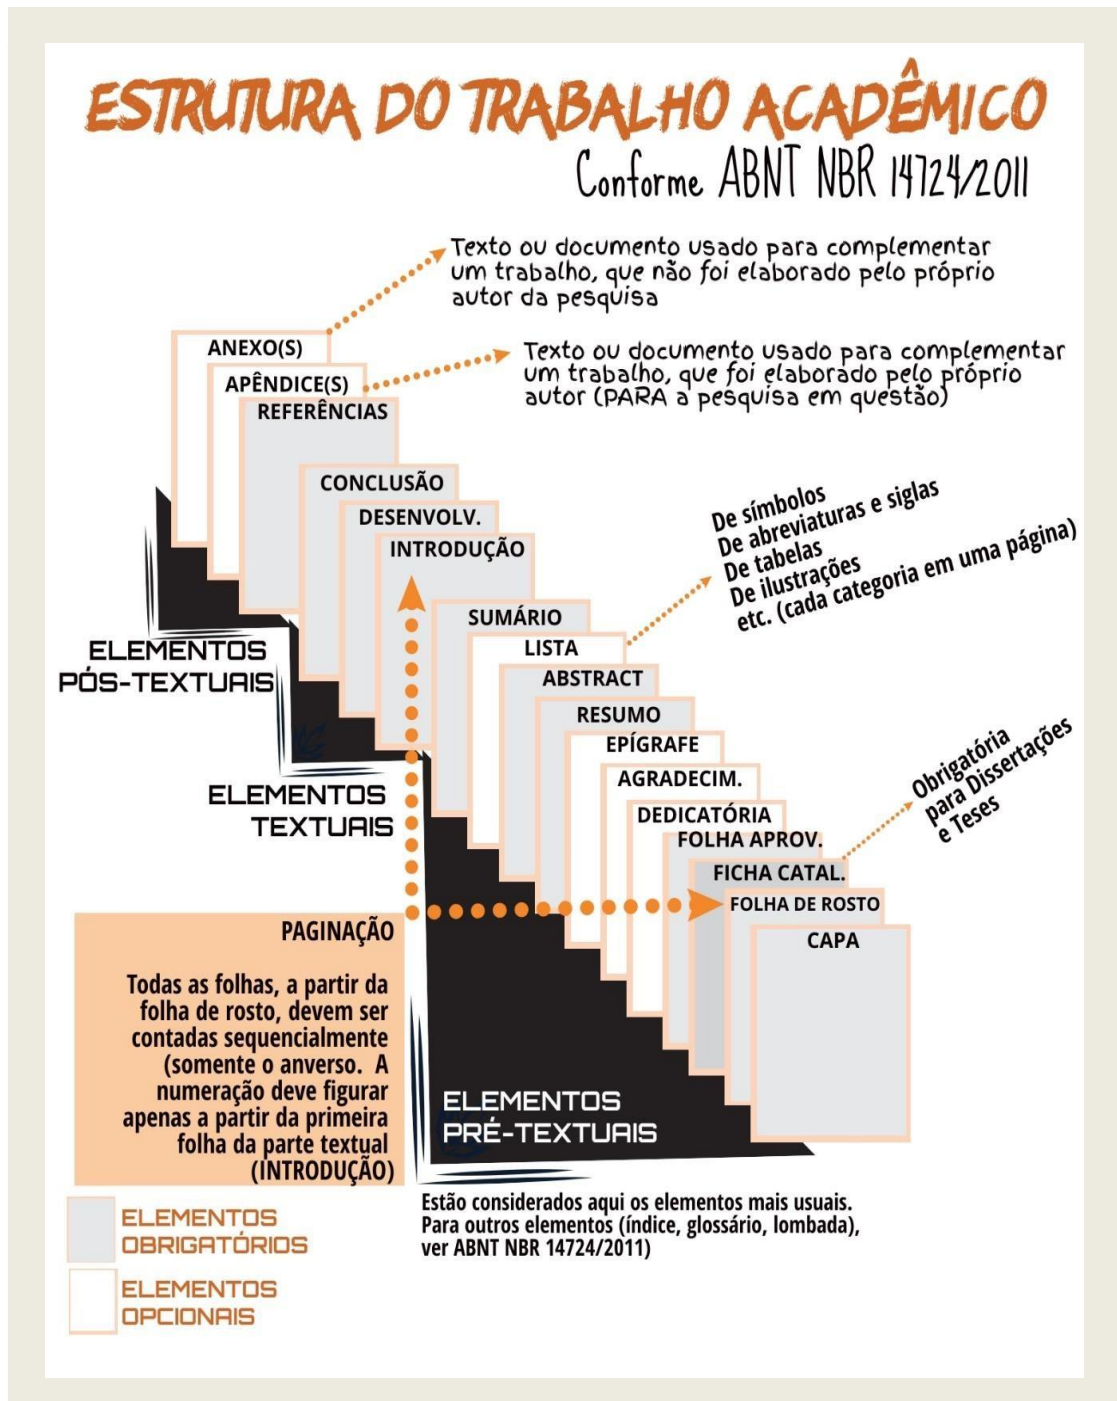 ESTRUTURA DO TRABALHO ACADÊMICO
Conforme ABNT NBR 14724/2011
Texto ou documento usado para complementar
um trabalho, que não foi elaborado pelo próprio
autor da pesquisa
ANEXO(S)
Texto ou documento usado para complementar
um trabalho, que foi elaborado pelo próprio
autor (PARA a pesquisa em questão)
APÊNDICE(S)
REFERÊNCIAS
CONCLUSÃO
DESENVOLV.
INTRODUÇÃO
De símbolos
De abreviaturas e siglas
De tabelas
De ilustrações
etc. (cada categoria em uma página)
SUMÁRIO
LISTA
ABSTRACT
RESUMO
EPÍGRAFE
AGRADECIM.
DEDICATÓRIA
FOLHA APROV.
FICHA CATAL.
FOLHA DE ROSTO
CAPA
Obrigatória
para Dissertações
e Teses
ELEMENTOS
PÓS-TEXTUAIS
ELEMENTOS
TEXTUAIS
ELEMENTOS
PRÉ-TEXTUAIS
PAGINAÇÃO
Todas as folhas, a partir da
folha de rosto, devem ser
contadas sequencialmente
(somente o anverso. A
numeração deve figurar
apenas a partir da primeira
folha da parte textual
(INTRODUÇÃO)
Estão considerados aqui os elementos mais usuais.
Para outros elementos (índice, glossário, lombada),
ver ABNT NBR 14724/2011)
ELEMENTOS
OBRIGATÓRIOS
ELEMENTOS
OPCIONAIS